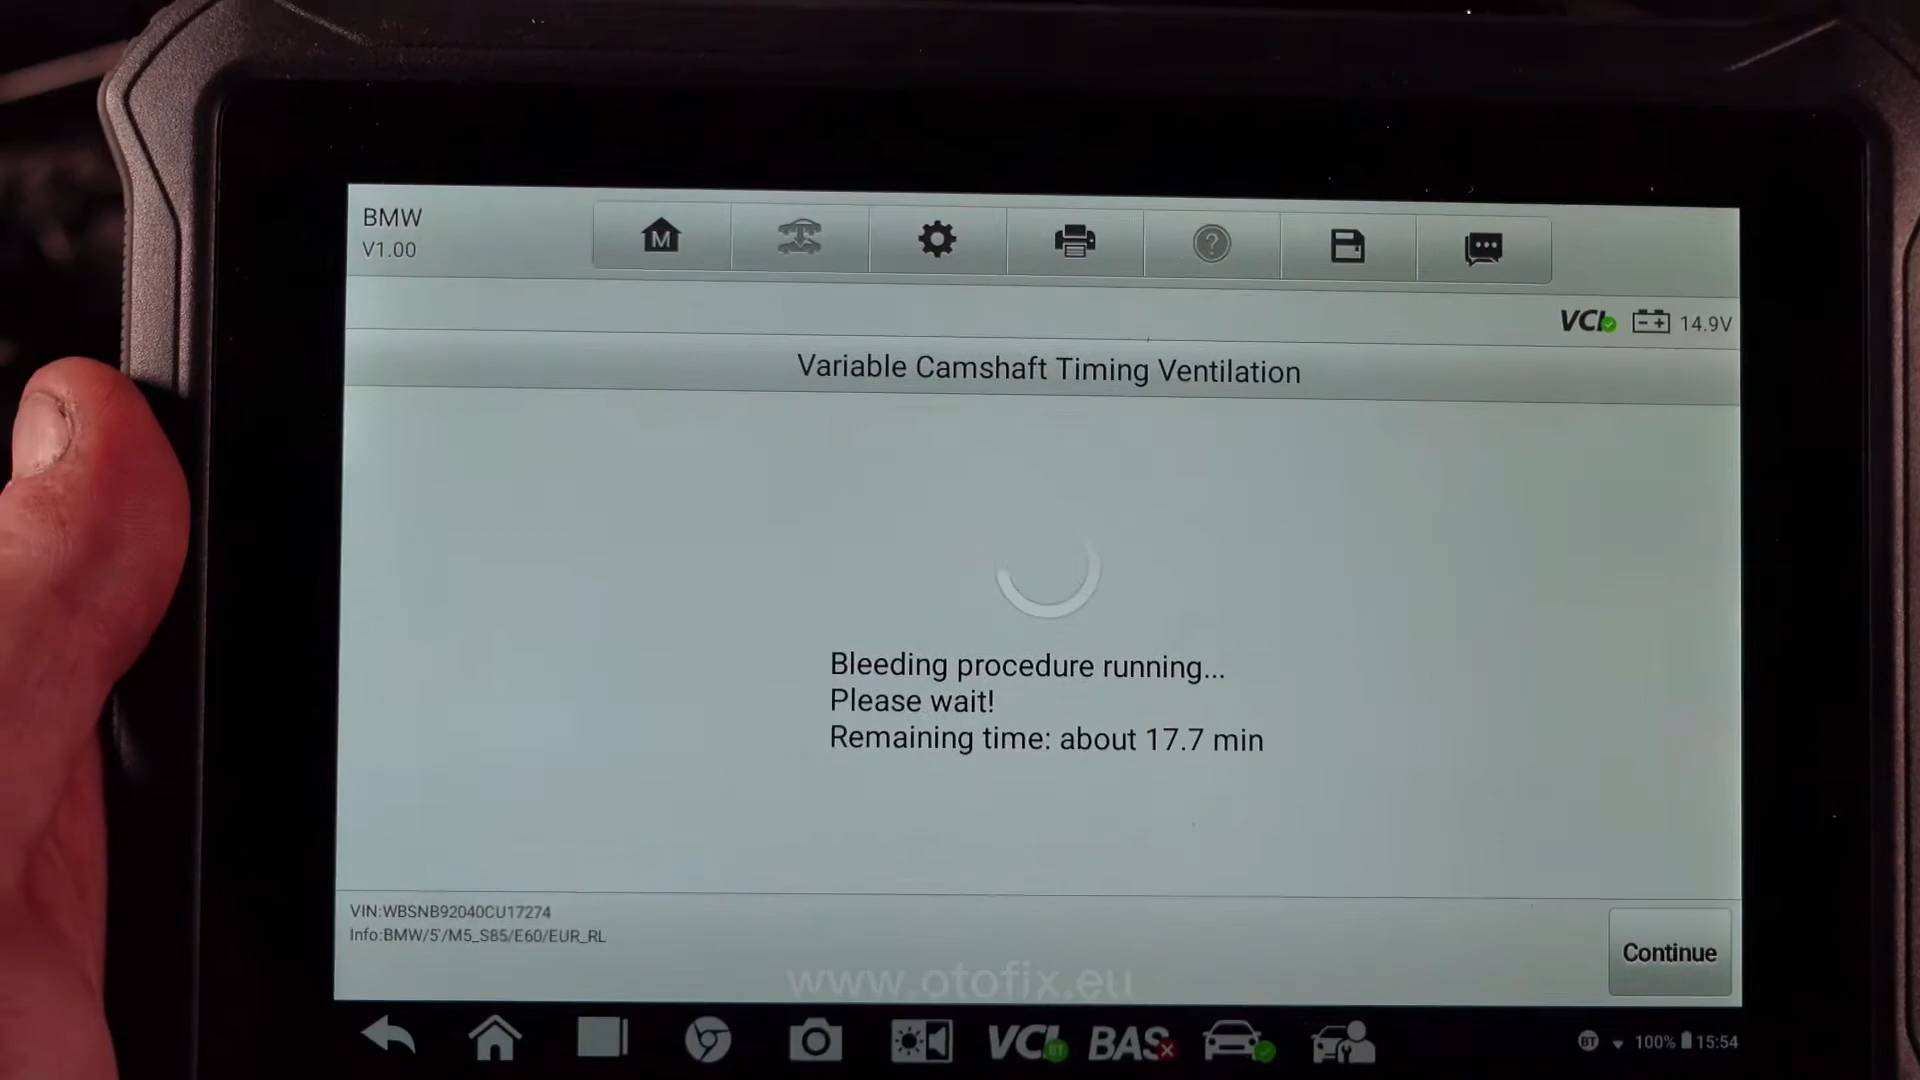 BMW
V1.00
M
?
VCI
14.9V
Variable Camshaft Timing Ventilation
Bleeding procedure running...
Please wait!
Remaining time: about 17.7 min
VIN:WBSNB92040CU17274
Info:BMW/5'/M5_S85/E60/EUR_RL
Continue
www.otofix.eu
VCI BT
BAS
BT
100%
15:54